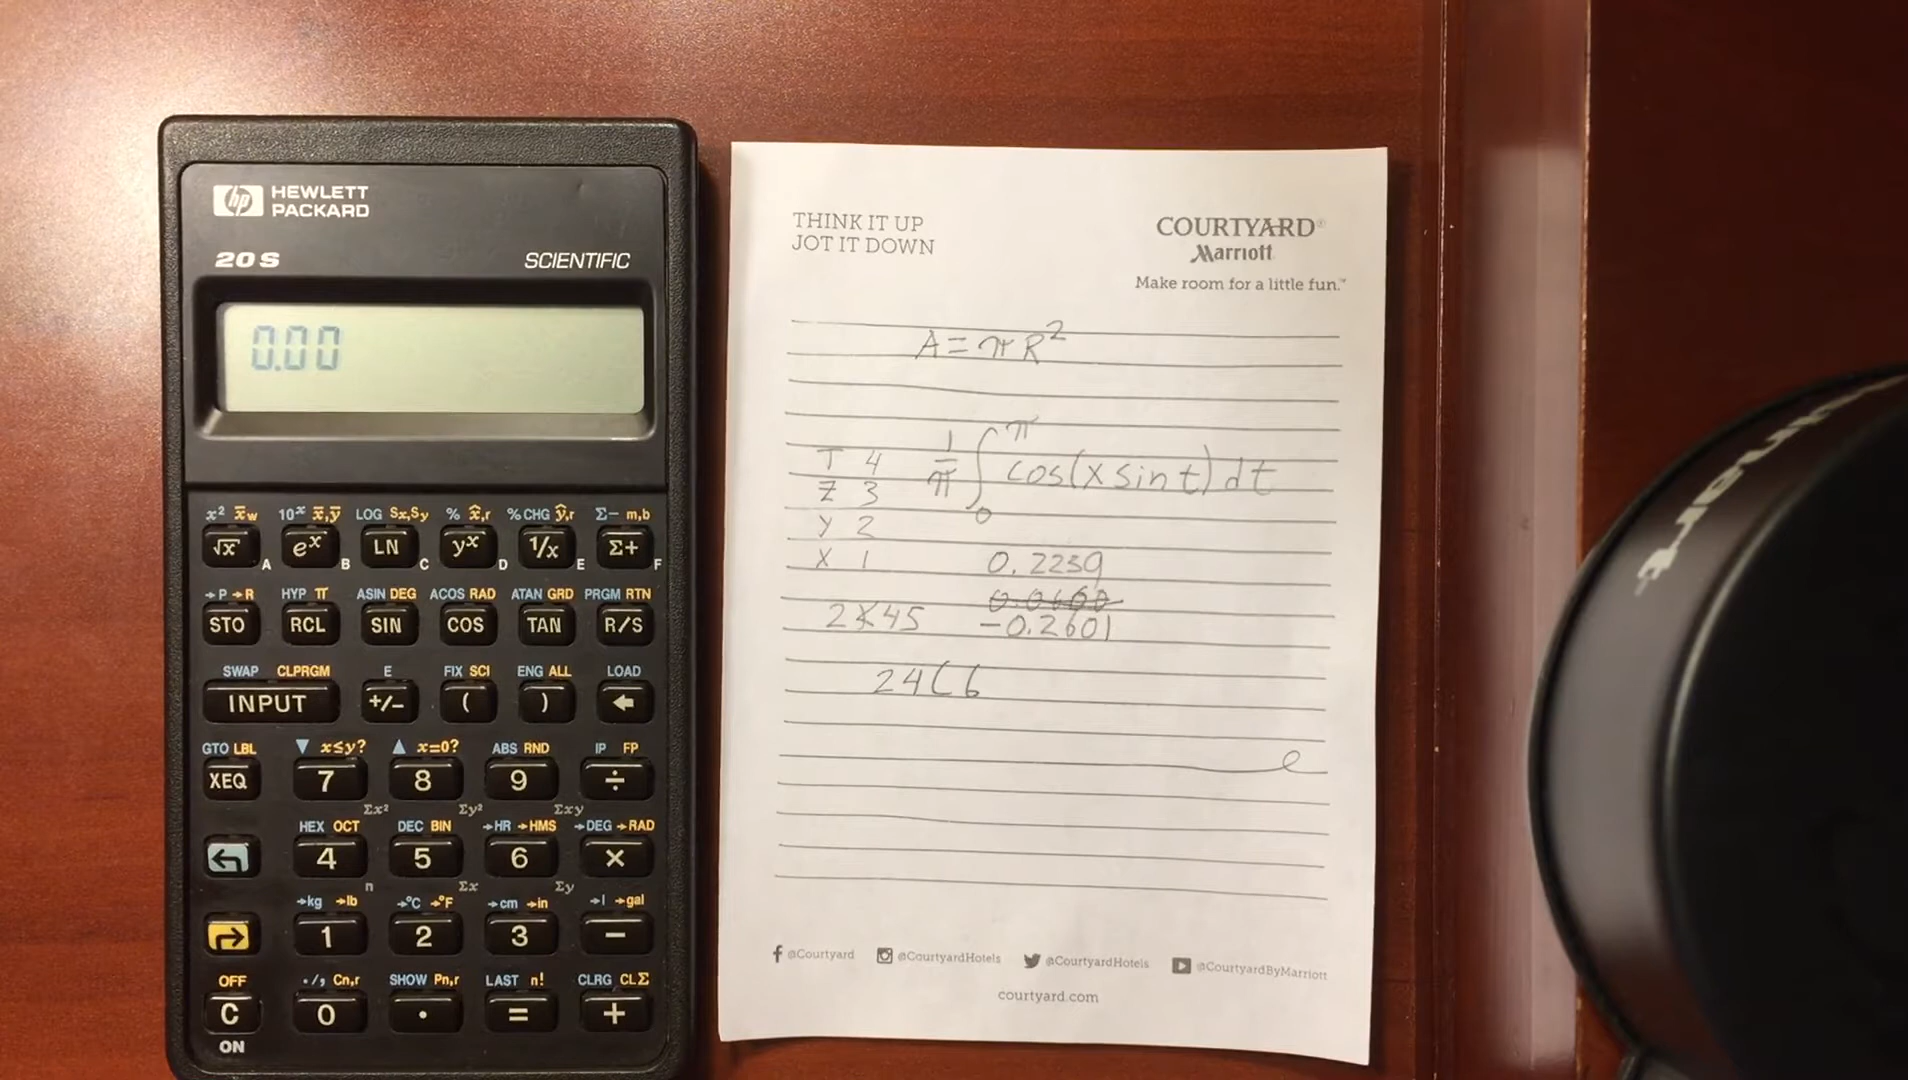 hp HEWLETT
PACKARD
20S SCIENTIFIC
0.00
x² x̄w 10ˣ x̄,ȳ LOG Sx,Sy % x̂,r %CHG ŷ,r Σ− m,b
√x A eˣ B LN C yˣ D 1/x E Σ+ F
→P →R HYP π ASIN DEG ACOS RAD ATAN GRD PRGM RTN
STO RCL SIN COS TAN R/S
SWAP CLPRGM E FIX SCI ENG ALL LOAD
INPUT +/− ( ) ←
GTO LBL ▼ x≤y? ▲ x=0? ABS RND IP FP
XEQ 7 8 9 ÷
Σx² Σy² Σxy
HEX OCT DEC BIN →HR →HMS →DEG →RAD
4 5 6 ×
n Σx Σy
→kg →lb →°C →°F →cm →in →l →gal
1 2 3 −
OFF ./, Cn,r SHOW Pn,r LAST n! CLRG CLΣ
C 0 . = +
ON
THINK IT UP
JOT IT DOWN
COURTYARD®
Marriott
Make room for a little fun.™
A = πR²
T 4
Z 3
Y 2
X 1
1/π ∫₀^π cos(x sin t) dt
0.2239
0.0660
−0.2601
2×45
24C6
e
@Courtyard @CourtyardHotels @CourtyardHotels @CourtyardByMarriott
courtyard.com